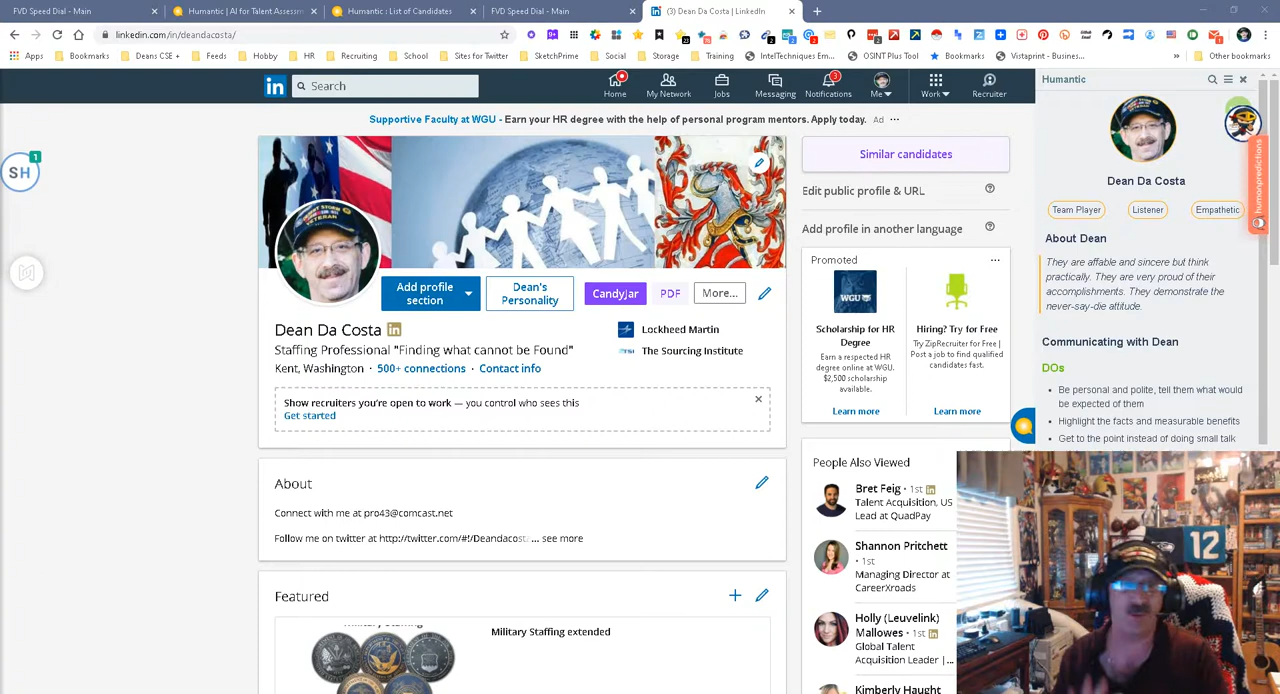 FVD Speed Dial - Main
Humantic | AI for Talent Assessm
Humantic : List of Candidates
FVD Speed Dial - Main
(3) Dean Da Costa | LinkedIn
linkedin.com/in/deandacosta/
Apps
Bookmarks
Deans CSE +
Feeds
Hobby
HR
Recruiting
School
Sites for Twitter
SketchPrime
Social
Storage
Training
IntelTechniques Em...
OSINT Plus Tool
Bookmarks
Vistaprint - Busines...
Other bookmarks
in
Search
Home
My Network
Jobs
Messaging
3
Notifications
Me
Work
Recruiter
Supportive Faculty at WGU - Earn your HR degree with the help of personal program mentors. Apply today. Ad ...
SH
1
Add profile
section
Dean's
Personality
CandyJar
PDF
More...
Dean Da Costa
Staffing Professional "Finding what cannot be Found"
Kent, Washington · 500+ connections · Contact info
Lockheed Martin
The Sourcing Institute
Show recruiters you're open to work — you control who sees this
Get started
About
Connect with me at pro43@comcast.net
Follow me on twitter at http://twitter.com/#!/Deandacosta... see more
Featured
Military Staffing extended
Similar candidates
Edit public profile & URL
Add profile in another language
Promoted
WGU
Scholarship for HR
Degree
Earn a respected HR
degree online at WGU.
$2,500 scholarship
available.
Learn more
Hiring? Try for Free
Try ZipRecruiter for Free |
Post a job to find qualified
candidates fast.
Learn more
People Also Viewed
Bret Feig · 1st
Talent Acquisition, US
Lead at QuadPay
Shannon Pritchett
· 1st
Managing Director at
CareerXroads
Holly (Leuvelink)
Mallowes · 1st
Global Talent
Acquisition Leader |...
Kimberly Haught
Humantic
humanpredictions
Dean Da Costa
Team Player
Listener
Empathetic
About Dean
They are affable and sincere but think
practically. They are very proud of their
accomplishments. They demonstrate the
never-say-die attitude.
Communicating with Dean
DOs
• Be personal and polite, tell them what would
be expected of them
• Highlight the facts and measurable benefits
• Get to the point instead of doing small talk
12